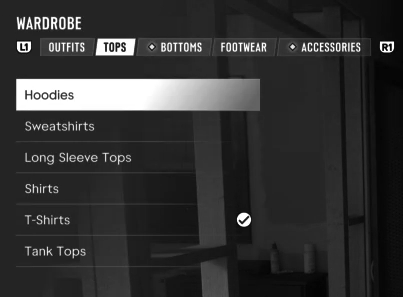 WARDROBE
L1 OUTFITS TOPS BOTTOMS FOOTWEAR ACCESSORIES R1
Hoodies
Sweatshirts
Long Sleeve Tops
Shirts
T-Shirts
Tank Tops